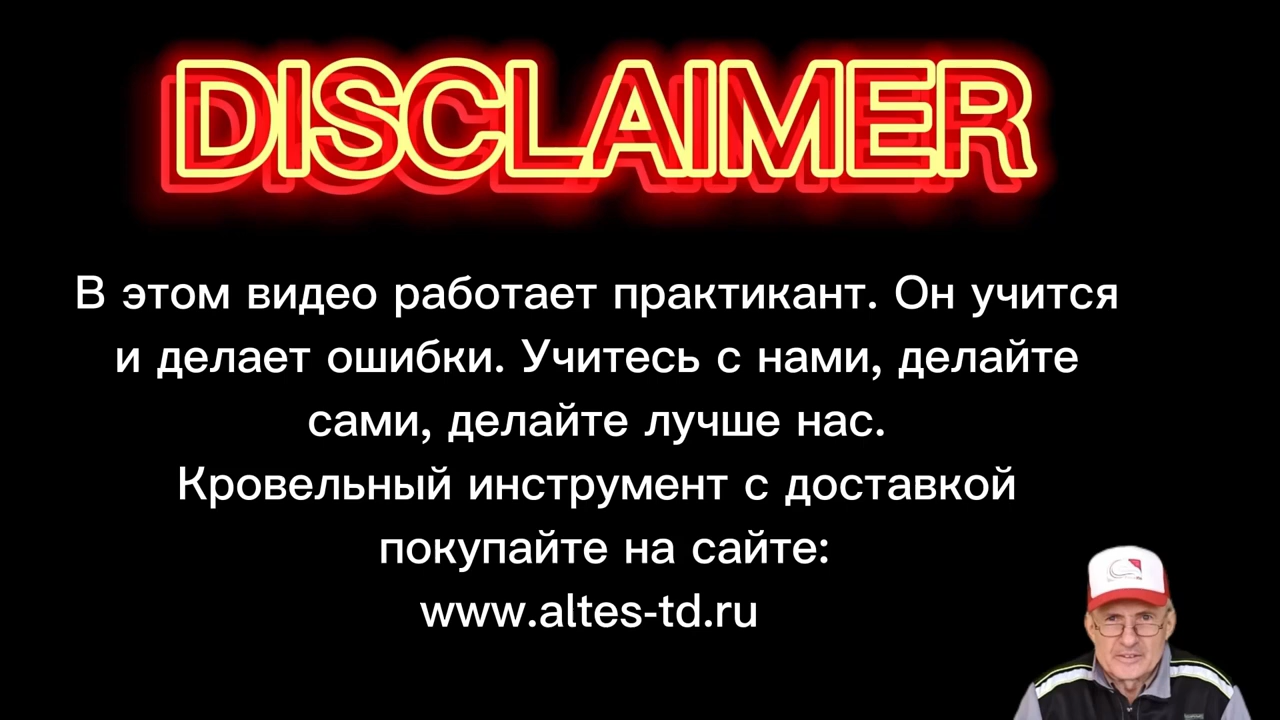 DISCLAIMER
В этом видео работает практикант. Он учится
и делает ошибки. Учитесь с нами, делайте
сами, делайте лучше нас.
Кровельный инструмент с доставкой
покупайте на сайте:
www.altes-td.ru